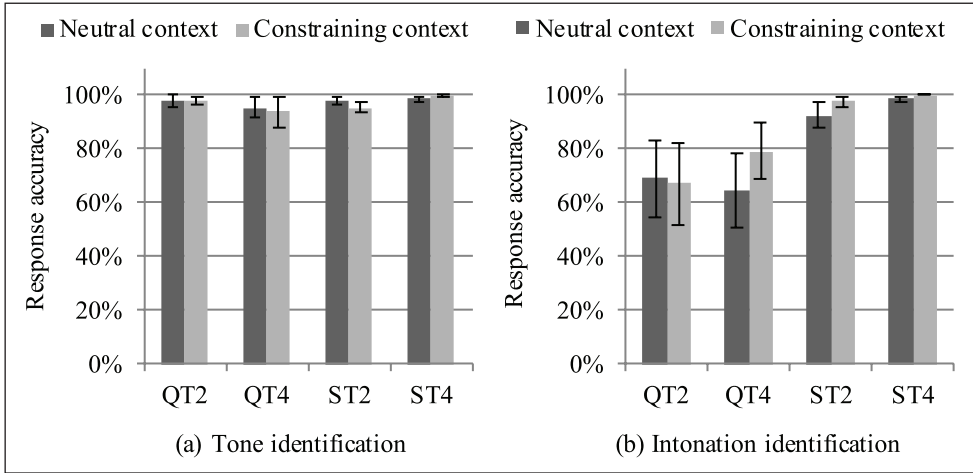 Neutral context Constraining context
Response accuracy
100%
80%
60%
40%
20%
0%
QT2 QT4 ST2 ST4
(a) Tone identification
Neutral context Constraining context
Response accuracy
100%
80%
60%
40%
20%
0%
QT2 QT4 ST2 ST4
(b) Intonation identification